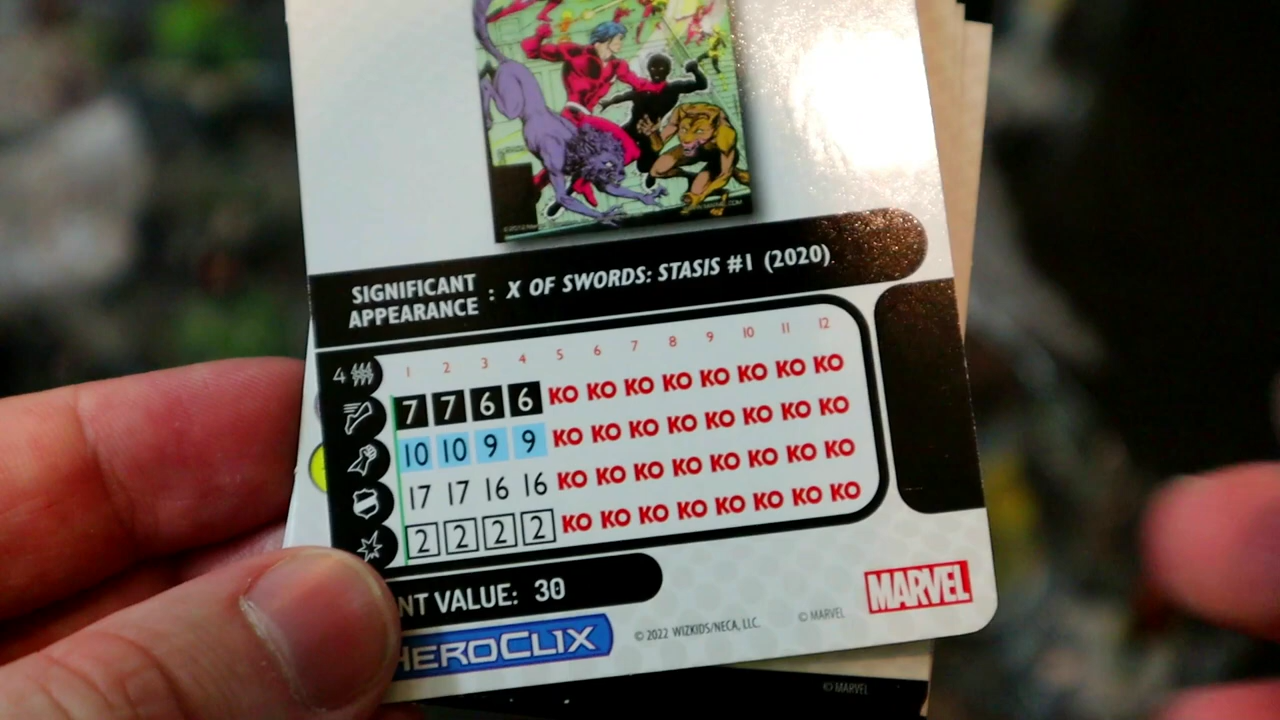 SIGNIFICANT
APPEARANCE : X OF SWORDS: STASIS #1 (2020)
4 1 2 3 4 5 6 7 8 9 10 11 12
7 7 6 6 KO KO KO KO KO KO KO KO
10 10 9 9 KO KO KO KO KO KO KO KO
17 17 16 16 KO KO KO KO KO KO KO KO
2 2 2 2 KO KO KO KO KO KO KO KO
NT VALUE: 30
HEROCLIX
© 2022 WIZKIDS/NECA, LLC.
© MARVEL
MARVEL
© MARVEL